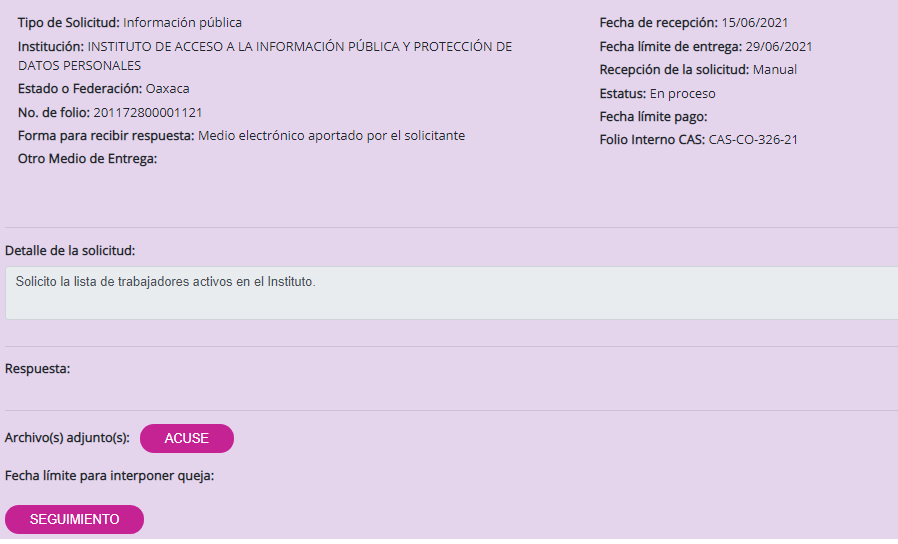 Tipo de Solicitud: Información pública
Institución: INSTITUTO DE ACCESO A LA INFORMACIÓN PÚBLICA Y PROTECCIÓN DE
DATOS PERSONALES
Estado o Federación: Oaxaca
No. de folio: 201172800001121
Forma para recibir respuesta: Medio electrónico aportado por el solicitante
Otro Medio de Entrega:
Fecha de recepción: 15/06/2021
Fecha límite de entrega: 29/06/2021
Recepción de la solicitud: Manual
Estatus: En proceso
Fecha límite pago:
Folio Interno CAS: CAS-CO-326-21
Detalle de la solicitud:
Solicito la lista de trabajadores activos en el Instituto.
Respuesta:
Archivo(s) adjunto(s): ACUSE
Fecha límite para interponer queja:
SEGUIMIENTO